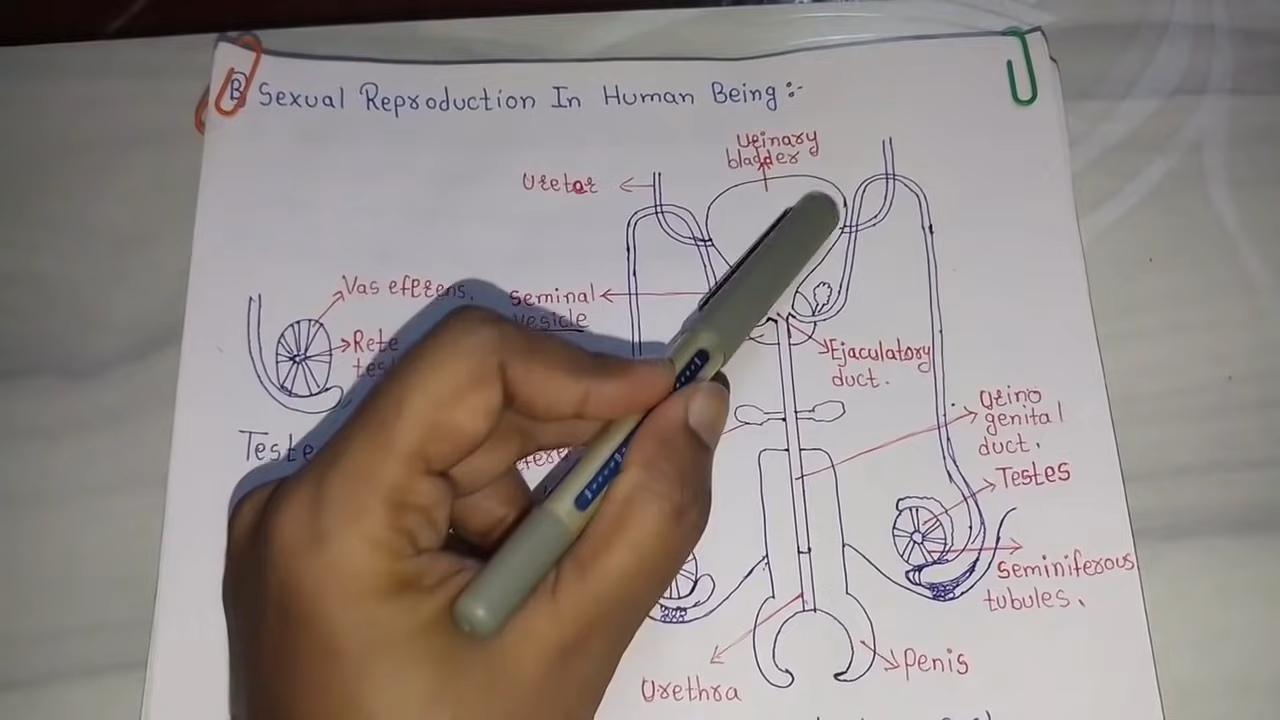 B Sexual Reproduction In Human Being :-
Urinary
bladder
Ureter
Vas efferens.
Seminal
vesicle
Rete
Ejaculatory
duct.
Urino
genital
duct.
Testes
Seminiferous
tubules.
Penis
Urethra